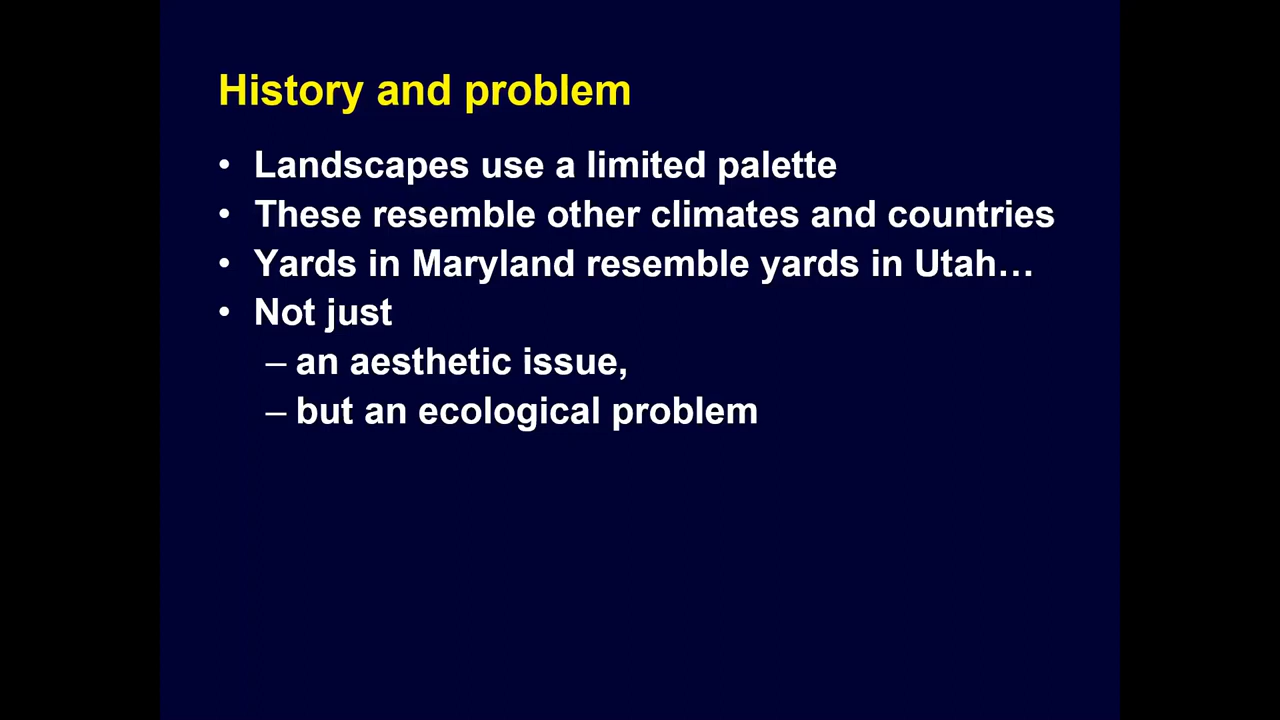 History and problem
• Landscapes use a limited palette
• These resemble other climates and countries
• Yards in Maryland resemble yards in Utah…
• Not just
– an aesthetic issue,
– but an ecological problem